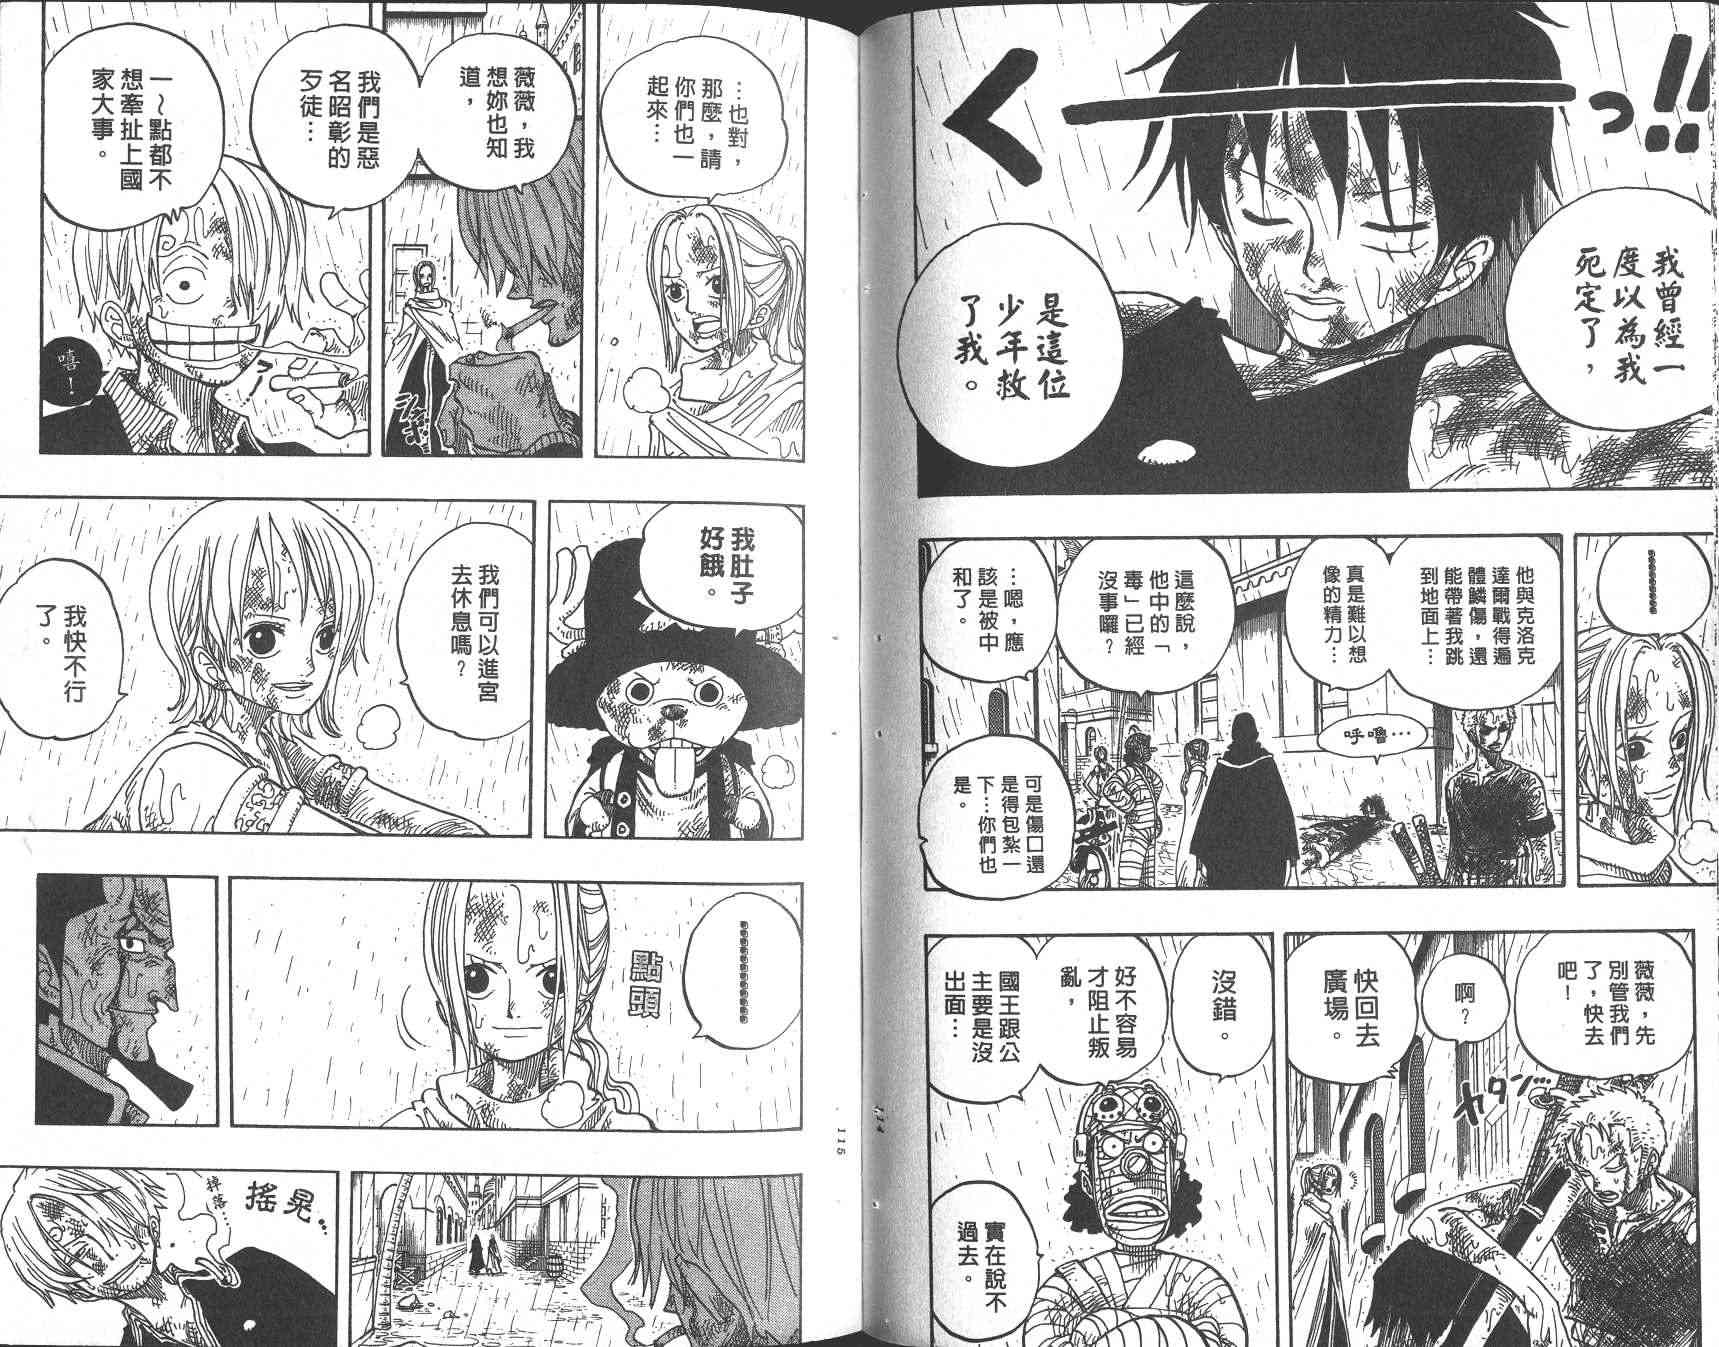 くっ!!
我曾經一
度以為我
死定了，
是這位
少年救
了我。
………
他與克洛克
達爾戰得遍
體鱗傷，還
能帶著我跳
到地面上…
真是難以想
像的精力…
呼嚕…
這麼說，
他中的「
毒」已經
沒事囉？
…嗯，應
該是被中
和了。
可是傷口還
是得包紮一
下…你們也
是。
薇薇，先
別管我們
了，快去
吧！
啊？
快回去
廣場。
カタンッ
沒錯。
好不容易
才阻止叛
亂，
國王跟公
主要是沒
出面…
實在說不
過去。
114
…也對，
那麼，請
你們也一
起來…
薇薇，我
想妳也知
道，
我們是惡
名昭彰的
歹徒…
一～點都不
想牽扯上國
家大事。
嘻！
我肚子
好餓。
我們可以進宮
去休息嗎？
我快不行
了。
…………
點頭
搖晃…
掉落…
115